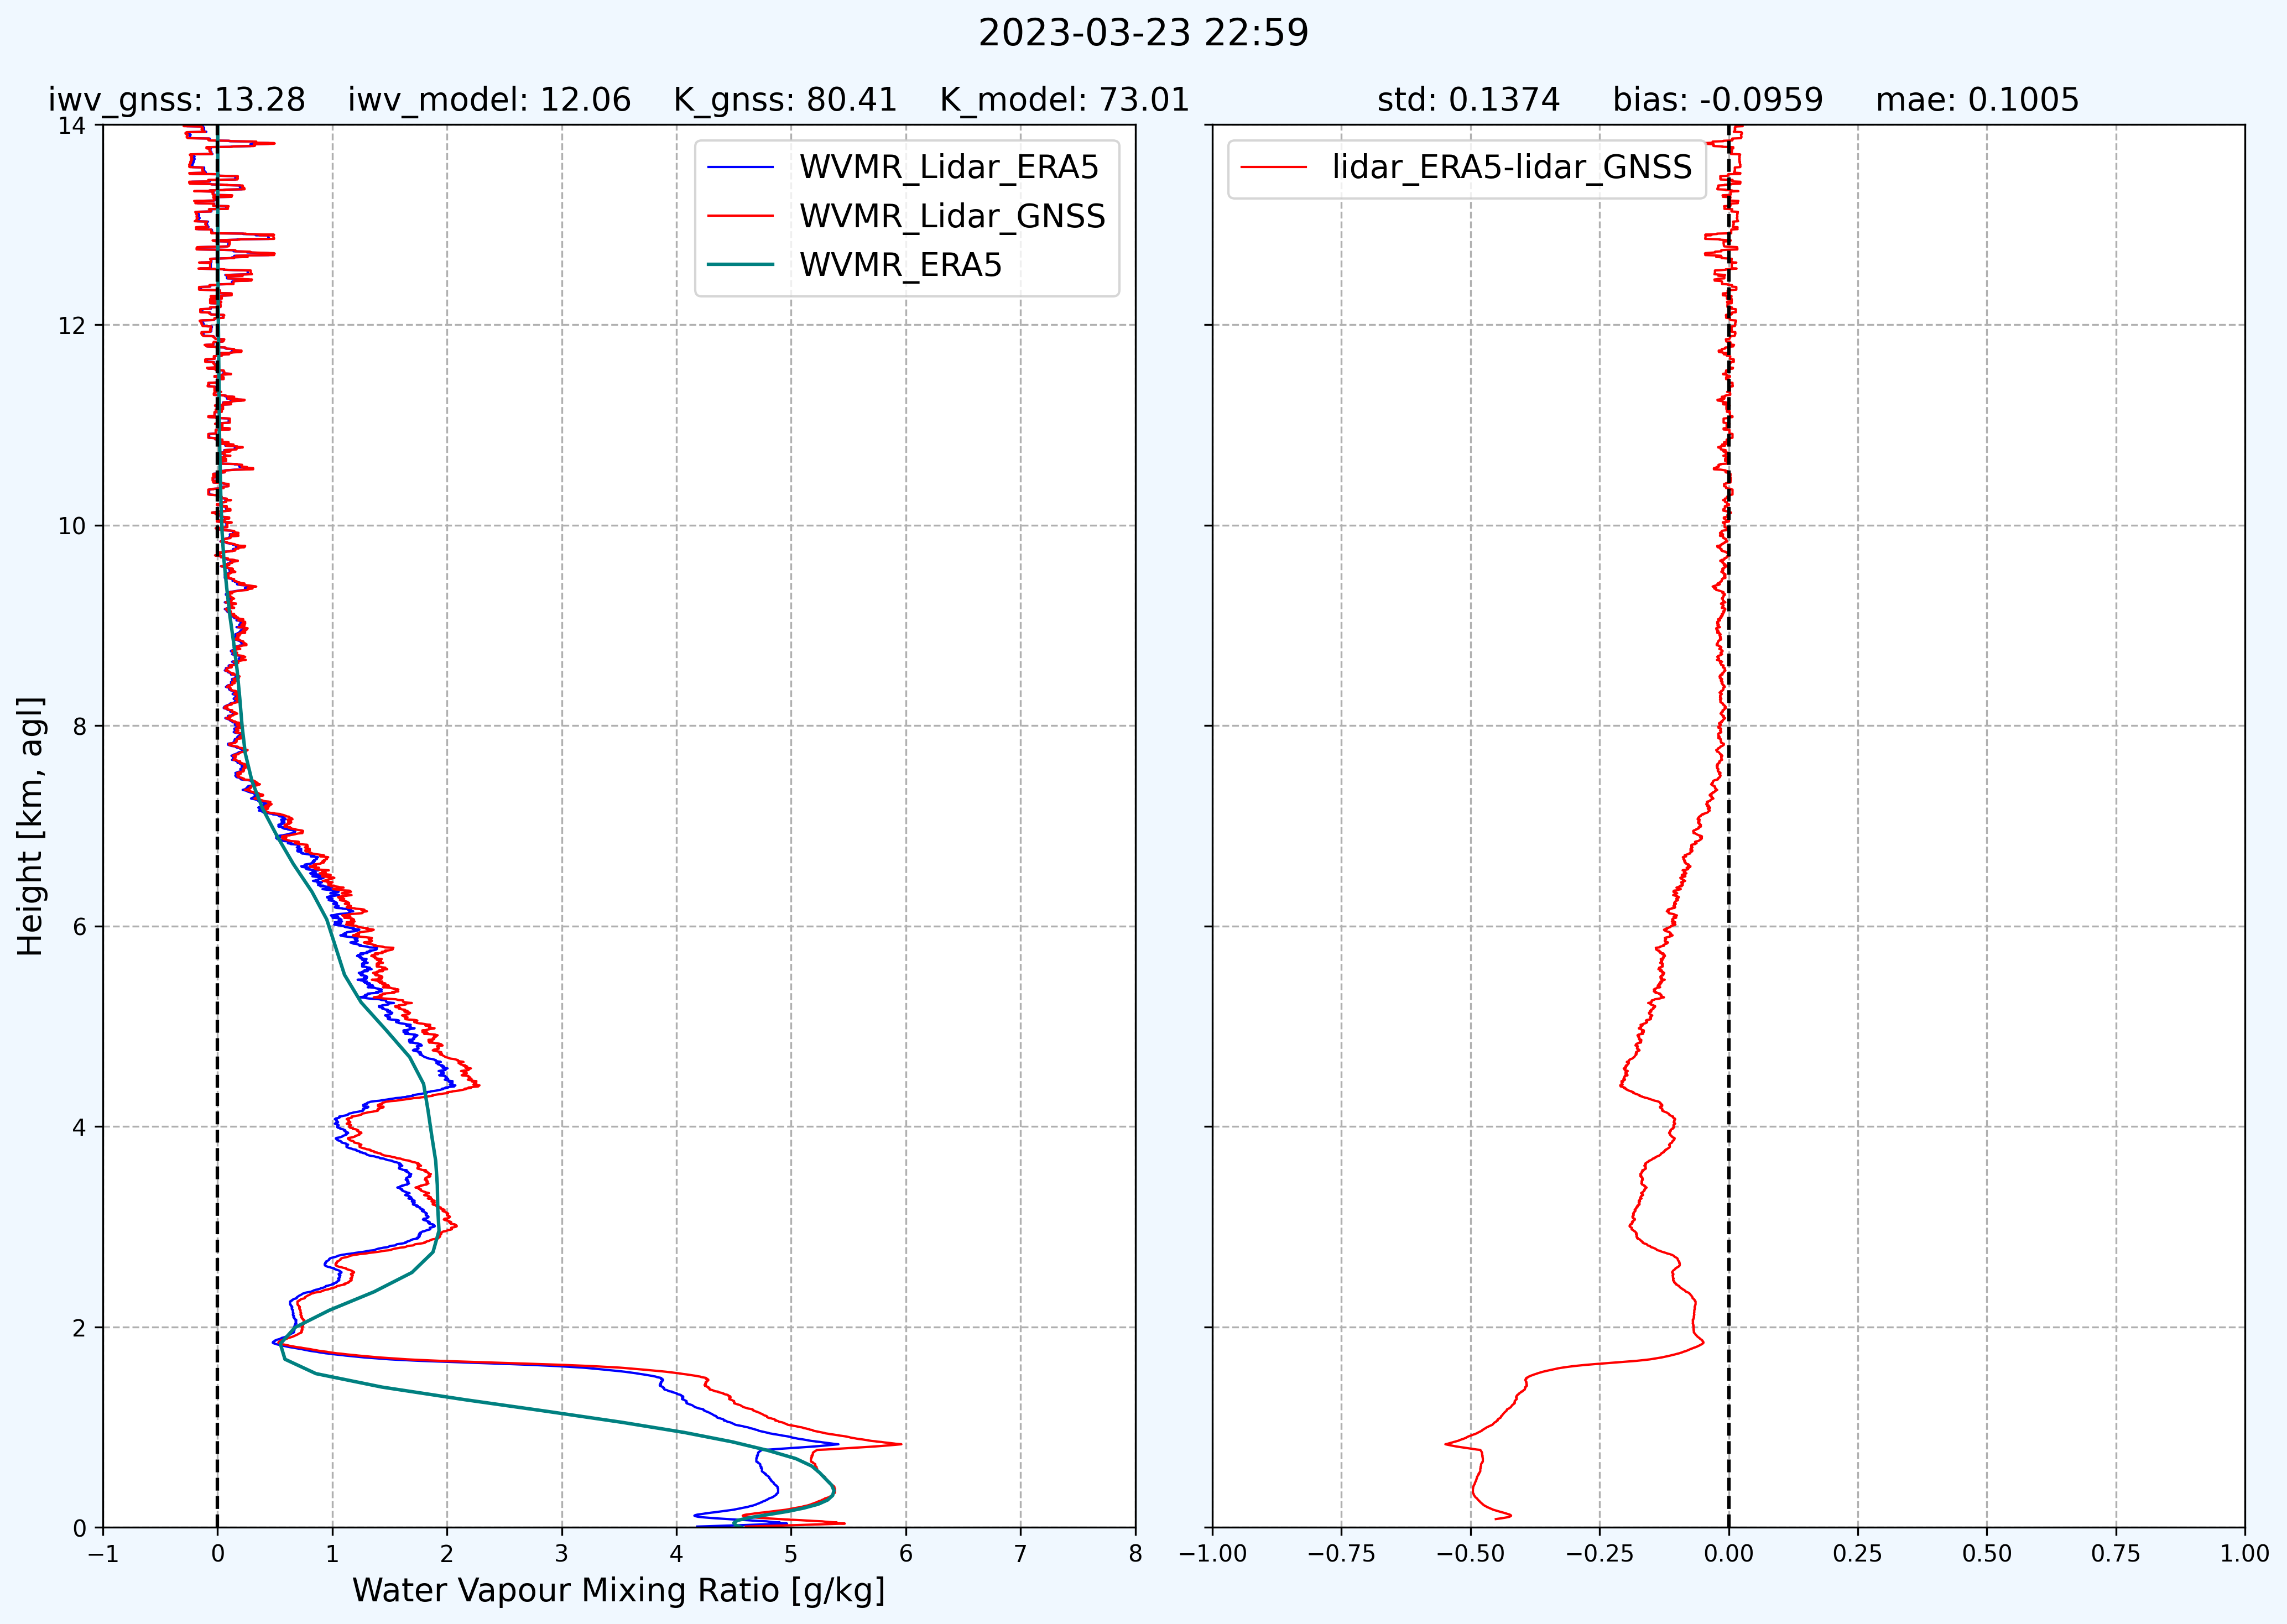 2023-03-23 22:59
iwv_gnss: 13.28 iwv_model: 12.06 K_gnss: 80.41 K_model: 73.01
std: 0.1374 bias: -0.0959 mae: 0.1005
WVMR_Lidar_ERA5
WVMR_Lidar_GNSS
WVMR_ERA5
lidar_ERA5-lidar_GNSS
Height [km, agl]
14
12
10
8
6
4
2
0
−1 0 1 2 3 4 5 6 7 8
Water Vapour Mixing Ratio [g/kg]
−1.00 −0.75 −0.50 −0.25 0.00 0.25 0.50 0.75 1.00